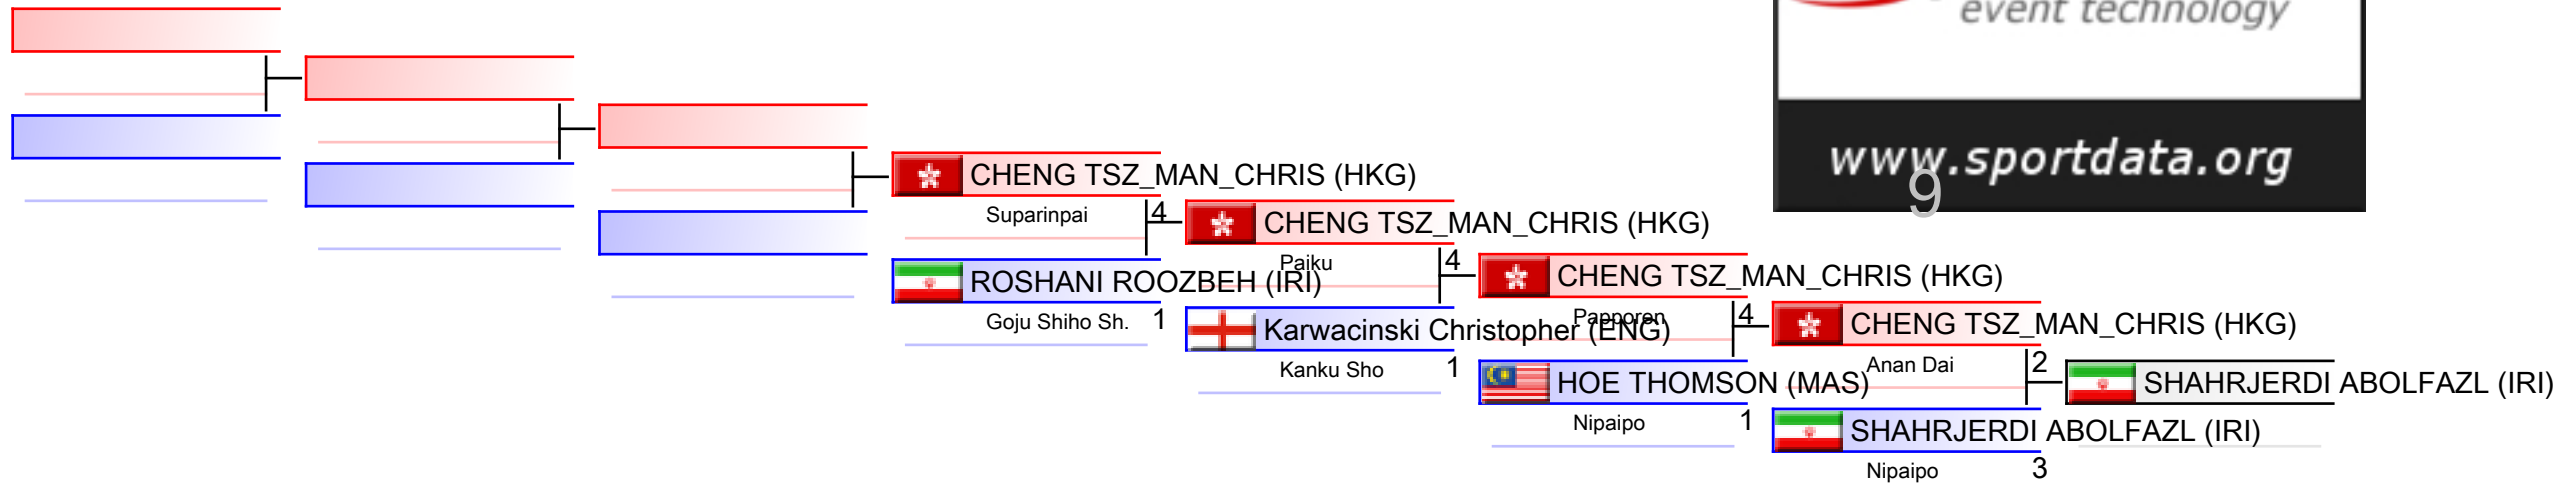 event technology
www.sportdata.org
9
CHENG TSZ_MAN_CHRIS (HKG)
Suparinpai
4
ROSHANI ROOZBEH (IRI)
Goju Shiho Sh.
1
CHENG TSZ_MAN_CHRIS (HKG)
Paiku
4
Karwacinski Christopher (ENG)
Kanku Sho
1
CHENG TSZ_MAN_CHRIS (HKG)
Papporen
4
HOE THOMSON (MAS)
Nipaipo
1
CHENG TSZ_MAN_CHRIS (HKG)
Anan Dai
2
SHAHRJERDI ABOLFAZL (IRI)
Nipaipo
3
SHAHRJERDI ABOLFAZL (IRI)